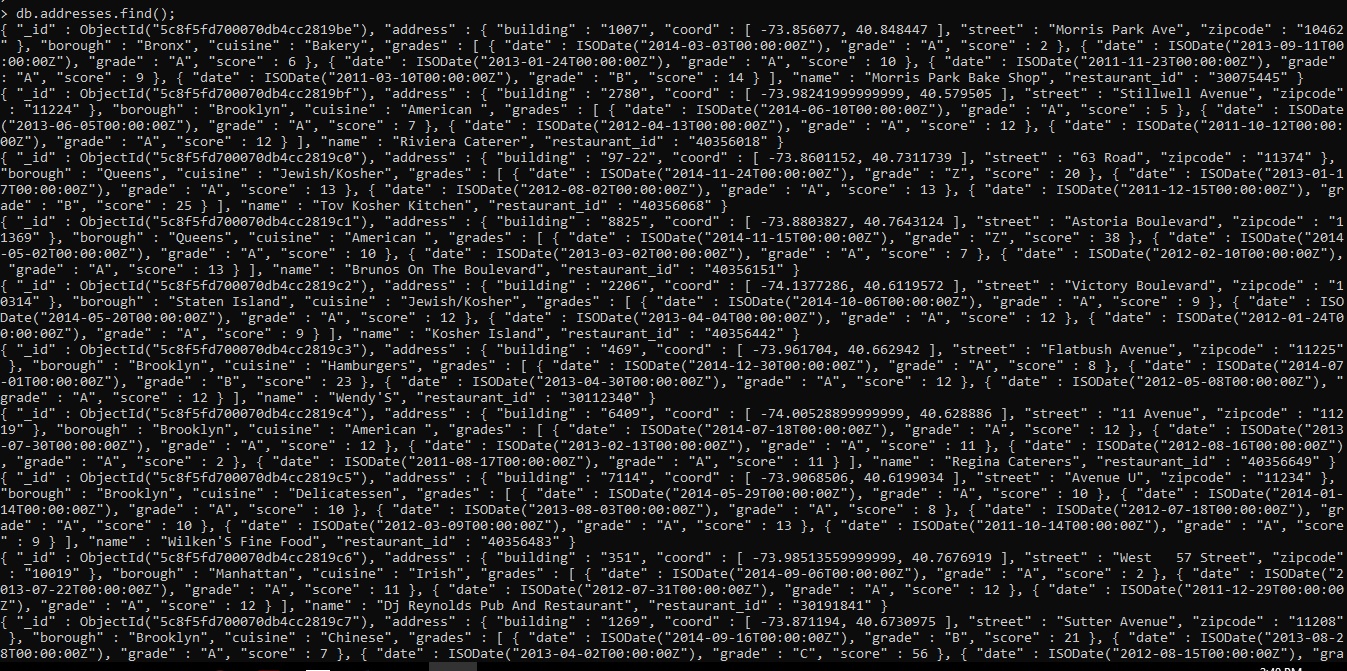 > db.addresses.find();
{ "_id" : ObjectId("5c8f5fd700070db4cc2819be"), "address" : { "building" : "1007", "coord" : [ -73.856077, 40.848447 ], "street" : "Morris Park Ave", "zipcode" : "10462
" }, "borough" : "Bronx", "cuisine" : "Bakery", "grades" : [ { "date" : ISODate("2014-03-03T00:00:00Z"), "grade" : "A", "score" : 2 }, { "date" : ISODate("2013-09-11T00
:00:00Z"), "grade" : "A", "score" : 6 }, { "date" : ISODate("2013-01-24T00:00:00Z"), "grade" : "A", "score" : 10 }, { "date" : ISODate("2011-11-23T00:00:00Z"), "grade"
: "A", "score" : 9 }, { "date" : ISODate("2011-03-10T00:00:00Z"), "grade" : "B", "score" : 14 } ], "name" : "Morris Park Bake Shop", "restaurant_id" : "30075445" }
{ "_id" : ObjectId("5c8f5fd700070db4cc2819bf"), "address" : { "building" : "2780", "coord" : [ -73.98241999999999, 40.579505 ], "street" : "Stillwell Avenue", "zipcode"
 : "11224" }, "borough" : "Brooklyn", "cuisine" : "American ", "grades" : [ { "date" : ISODate("2014-06-10T00:00:00Z"), "grade" : "A", "score" : 5 }, { "date" : ISODate
("2013-06-05T00:00:00Z"), "grade" : "A", "score" : 7 }, { "date" : ISODate("2012-04-13T00:00:00Z"), "grade" : "A", "score" : 12 }, { "date" : ISODate("2011-10-12T00:00:
00Z"), "grade" : "A", "score" : 12 } ], "name" : "Riviera Caterer", "restaurant_id" : "40356018" }
{ "_id" : ObjectId("5c8f5fd700070db4cc2819c0"), "address" : { "building" : "97-22", "coord" : [ -73.8601152, 40.7311739 ], "street" : "63 Road", "zipcode" : "11374" },
"borough" : "Queens", "cuisine" : "Jewish/Kosher", "grades" : [ { "date" : ISODate("2014-11-24T00:00:00Z"), "grade" : "Z", "score" : 20 }, { "date" : ISODate("2013-01-1
7T00:00:00Z"), "grade" : "A", "score" : 13 }, { "date" : ISODate("2012-08-02T00:00:00Z"), "grade" : "A", "score" : 13 }, { "date" : ISODate("2011-12-15T00:00:00Z"), "gr
ade" : "B", "score" : 25 } ], "name" : "Tov Kosher Kitchen", "restaurant_id" : "40356068" }
{ "_id" : ObjectId("5c8f5fd700070db4cc2819c1"), "address" : { "building" : "8825", "coord" : [ -73.8803827, 40.7643124 ], "street" : "Astoria Boulevard", "zipcode" : "1
1369" }, "borough" : "Queens", "cuisine" : "American ", "grades" : [ { "date" : ISODate("2014-11-15T00:00:00Z"), "grade" : "Z", "score" : 38 }, { "date" : ISODate("2014
-05-02T00:00:00Z"), "grade" : "A", "score" : 10 }, { "date" : ISODate("2013-03-02T00:00:00Z"), "grade" : "A", "score" : 7 }, { "date" : ISODate("2012-02-10T00:00:00Z"),
 "grade" : "A", "score" : 13 } ], "name" : "Brunos On The Boulevard", "restaurant_id" : "40356151" }
{ "_id" : ObjectId("5c8f5fd700070db4cc2819c2"), "address" : { "building" : "2206", "coord" : [ -74.1377286, 40.6119572 ], "street" : "Victory Boulevard", "zipcode" : "1
0314" }, "borough" : "Staten Island", "cuisine" : "Jewish/Kosher", "grades" : [ { "date" : ISODate("2014-10-06T00:00:00Z"), "grade" : "A", "score" : 9 }, { "date" : ISO
Date("2014-05-20T00:00:00Z"), "grade" : "A", "score" : 12 }, { "date" : ISODate("2013-04-04T00:00:00Z"), "grade" : "A", "score" : 12 }, { "date" : ISODate("2012-01-24T0
0:00:00Z"), "grade" : "A", "score" : 9 } ], "name" : "Kosher Island", "restaurant_id" : "40356442" }
{ "_id" : ObjectId("5c8f5fd700070db4cc2819c3"), "address" : { "building" : "469", "coord" : [ -73.961704, 40.662942 ], "street" : "Flatbush Avenue", "zipcode" : "11225"
 }, "borough" : "Brooklyn", "cuisine" : "Hamburgers", "grades" : [ { "date" : ISODate("2014-12-30T00:00:00Z"), "grade" : "A", "score" : 8 }, { "date" : ISODate("2014-07
-01T00:00:00Z"), "grade" : "B", "score" : 23 }, { "date" : ISODate("2013-04-30T00:00:00Z"), "grade" : "A", "score" : 12 }, { "date" : ISODate("2012-05-08T00:00:00Z"), "
grade" : "A", "score" : 12 } ], "name" : "Wendy'S", "restaurant_id" : "30112340" }
{ "_id" : ObjectId("5c8f5fd700070db4cc2819c4"), "address" : { "building" : "6409", "coord" : [ -74.00528899999999, 40.628886 ], "street" : "11 Avenue", "zipcode" : "112
19" }, "borough" : "Brooklyn", "cuisine" : "American ", "grades" : [ { "date" : ISODate("2014-07-18T00:00:00Z"), "grade" : "A", "score" : 12 }, { "date" : ISODate("2013
-07-30T00:00:00Z"), "grade" : "A", "score" : 12 }, { "date" : ISODate("2013-02-13T00:00:00Z"), "grade" : "A", "score" : 11 }, { "date" : ISODate("2012-08-16T00:00:00Z")
, "grade" : "A", "score" : 2 }, { "date" : ISODate("2011-08-17T00:00:00Z"), "grade" : "A", "score" : 11 } ], "name" : "Regina Caterers", "restaurant_id" : "40356649" }
{ "_id" : ObjectId("5c8f5fd700070db4cc2819c5"), "address" : { "building" : "7114", "coord" : [ -73.9068506, 40.6199034 ], "street" : "Avenue U", "zipcode" : "11234" },
"borough" : "Brooklyn", "cuisine" : "Delicatessen", "grades" : [ { "date" : ISODate("2014-05-29T00:00:00Z"), "grade" : "A", "score" : 10 }, { "date" : ISODate("2014-01-
14T00:00:00Z"), "grade" : "A", "score" : 10 }, { "date" : ISODate("2013-08-03T00:00:00Z"), "grade" : "A", "score" : 8 }, { "date" : ISODate("2012-07-18T00:00:00Z"), "gr
ade" : "A", "score" : 10 }, { "date" : ISODate("2012-03-09T00:00:00Z"), "grade" : "A", "score" : 13 }, { "date" : ISODate("2011-10-14T00:00:00Z"), "grade" : "A", "score
" : 9 } ], "name" : "Wilken'S Fine Food", "restaurant_id" : "40356483" }
{ "_id" : ObjectId("5c8f5fd700070db4cc2819c6"), "address" : { "building" : "351", "coord" : [ -73.98513559999999, 40.7676919 ], "street" : "West   57 Street", "zipcode"
 : "10019" }, "borough" : "Manhattan", "cuisine" : "Irish", "grades" : [ { "date" : ISODate("2014-09-06T00:00:00Z"), "grade" : "A", "score" : 2 }, { "date" : ISODate("2
013-07-22T00:00:00Z"), "grade" : "A", "score" : 11 }, { "date" : ISODate("2012-07-31T00:00:00Z"), "grade" : "A", "score" : 12 }, { "date" : ISODate("2011-12-29T00:00:00
Z"), "grade" : "A", "score" : 12 } ], "name" : "Dj Reynolds Pub And Restaurant", "restaurant_id" : "30191841" }
{ "_id" : ObjectId("5c8f5fd700070db4cc2819c7"), "address" : { "building" : "1269", "coord" : [ -73.871194, 40.6730975 ], "street" : "Sutter Avenue", "zipcode" : "11208"
 }, "borough" : "Brooklyn", "cuisine" : "Chinese", "grades" : [ { "date" : ISODate("2014-09-16T00:00:00Z"), "grade" : "B", "score" : 21 }, { "date" : ISODate("2013-08-2
8T00:00:00Z"), "grade" : "A", "score" : 7 }, { "date" : ISODate("2013-04-02T00:00:00Z"), "grade" : "C", "score" : 56 }, { "date" : ISODate("2012-08-15T00:00:00Z"), "gra